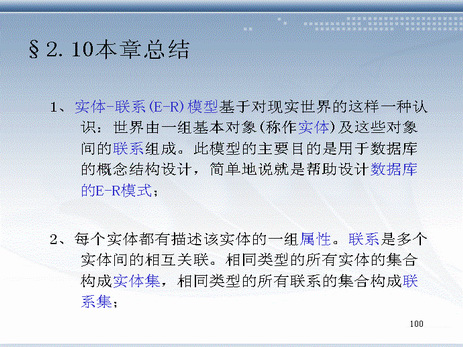 §2.10本章总结
1、实体-联系(E-R)模型基于对现实世界的这样一种认
识：世界由一组基本对象(称作实体)及这些对象
间的联系组成。此模型的主要目的是用于数据库
的概念结构设计，简单地说就是帮助设计数据库
的E-R模式；
2、每个实体都有描述该实体的一组属性。联系是多个
实体间的相互关联。相同类型的所有实体的集合
构成实体集，相同类型的所有联系的集合构成联
系集；
100